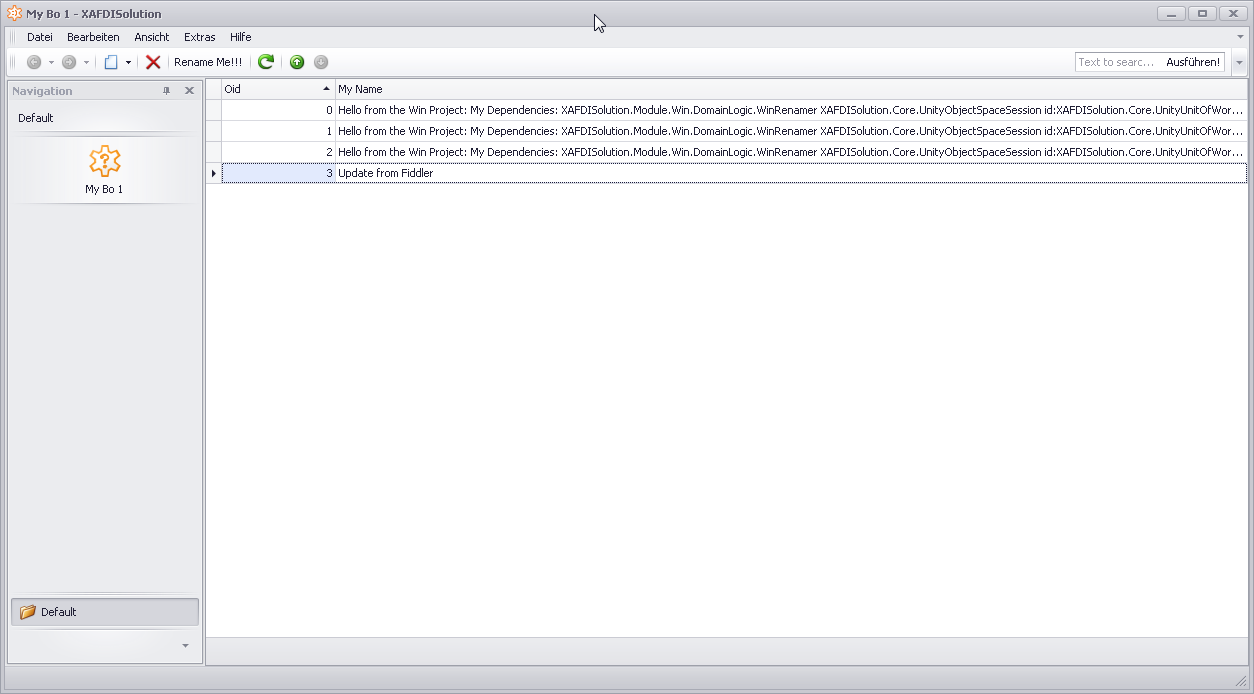 My Bo 1 - XAFDISolution
Datei Bearbeiten Ansicht Extras Hilfe
Rename Me!!! Text to searc... Ausführen!
Navigation
Default
My Bo 1
Oid My Name
0 Hello from the Win Project: My Dependencies: XAFDISolution.Module.Win.DomainLogic.WinRenamer XAFDISolution.Core.UnityObjectSpaceSession id:XAFDISolution.Core.UnityUnitOfWor...
1 Hello from the Win Project: My Dependencies: XAFDISolution.Module.Win.DomainLogic.WinRenamer XAFDISolution.Core.UnityObjectSpaceSession id:XAFDISolution.Core.UnityUnitOfWor...
2 Hello from the Win Project: My Dependencies: XAFDISolution.Module.Win.DomainLogic.WinRenamer XAFDISolution.Core.UnityObjectSpaceSession id:XAFDISolution.Core.UnityUnitOfWor...
3 Update from Fiddler
Default